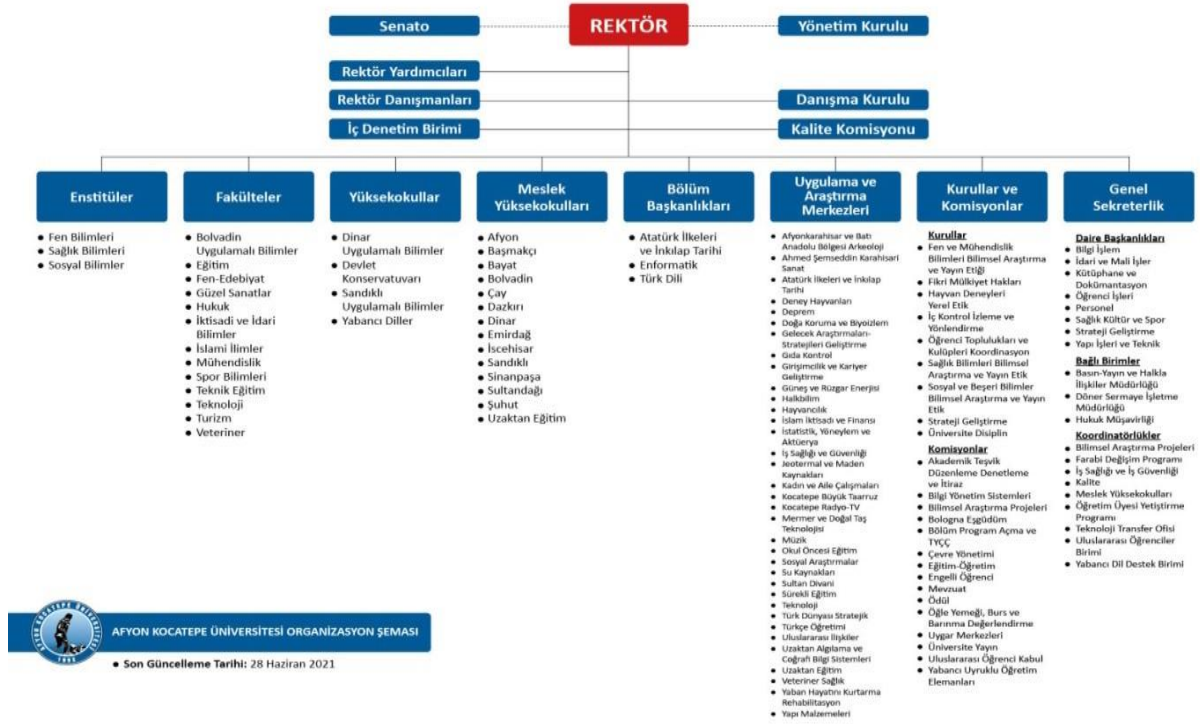 Senato
REKTÖR
Yönetim Kurulu
Rektör Yardımcıları
Rektör Danışmanları
Danışma Kurulu
İç Denetim Birimi
Kalite Komisyonu
Enstitüler
• Fen Bilimleri
• Sağlık Bilimleri
• Sosyal Bilimler
Fakülteler
• Bolvadin
Uygulamalı Bilimler
• Eğitim
• Fen-Edebiyat
• Güzel Sanatlar
• Hukuk
• İktisadi ve İdari
Bilimler
• İslami İlimler
• Mühendislik
• Spor Bilimleri
• Teknik Eğitim
• Teknoloji
• Turizm
• Veteriner
Yüksekokullar
• Dinar
Uygulamalı Bilimler
• Devlet
Konservatuvarı
• Sandıklı
Uygulamalı Bilimler
• Yabancı Diller
Meslek
Yüksekokulları
• Afyon
• Başmakçı
• Bayat
• Bolvadin
• Çay
• Dazkırı
• Dinar
• Emirdağ
• İscehisar
• Sandıklı
• Sinanpaşa
• Sultandağı
• Şuhut
• Uzaktan Eğitim
Bölüm
Başkanlıkları
• Atatürk İlkeleri
ve İnkılap Tarihi
• Enformatik
• Türk Dili
Uygulama ve
Araştırma
Merkezleri
• Afyonkarahisar ve Batı
Anadolu Bölgesi Arkeoloji
• Ahmed Şemseddin Karahisari
Sanat
• Atatürk İlkeleri ve İnkılap
Tarihi
• Deney Hayvanları
• Deprem
• Doğa Koruma ve Biyoizlem
• Gelecek Araştırmaları-
Stratejileri Geliştirme
• Gıda Kontrol
• Girişimcilik ve Kariyer
Geliştirme
• Güneş ve Rüzgar Enerjisi
• Halkbilim
• Hayvancılık
• İslam İktisadi ve Finansı
• İstatistik, Yöneylem ve
Aktüerya
• İş Sağlığı ve Güvenliği
• Jeotermal ve Maden
Kaynakları
• Kadın ve Aile Çalışmaları
• Kocatepe Büyük Taarruz
• Kocatepe Radyo-TV
• Mermer ve Doğal Taş
Teknolojisi
• Müzik
• Okul Öncesi Eğitim
• Sosyal Araştırmalar
• Su Kaynakları
• Sultan Divani
• Sürekli Eğitim
• Teknoloji
• Türk Dünyası Stratejik
• Türkçe Öğretimi
• Uluslararası İlişkiler
• Uzaktan Algılama ve
Coğrafi Bilgi Sistemleri
• Uzaktan Eğitim
• Veteriner Sağlık
• Yaban Hayatını Kurtarma
Rehabilitasyon
• Yapı Malzemeleri
Kurullar ve
Komisyonlar
Kurullar
• Fen ve Mühendislik
Bilimleri Bilimsel Araştırma
ve Yayın Etiği
• Fikri Mülkiyet Hakları
• Hayvan Deneyleri
Yerel Etik
• İç Kontrol İzleme ve
Yönlendirme
• Öğrenci Toplulukları ve
Kulüpleri Koordinasyon
• Sağlık Bilimleri Bilimsel
Araştırma ve Yayın Etik
• Sosyal ve Beşeri Bilimler
Bilimsel Araştırma ve Yayın
Etik
• Strateji Geliştirme
• Üniversite Disiplin
Komisyonlar
• Akademik Teşvik
Düzenleme Denetleme
ve İtiraz
• Bilgi Yönetim Sistemleri
• Bilimsel Araştırma Projeleri
• Bologna Eşgüdüm
• Bölüm Program Açma ve
TYÇÇ
• Çevre Yönetimi
• Eğitim-Öğretim
• Engelli Öğrenci
• Mevzuat
• Ödül
• Öğle Yemeği, Burs ve
Barınma Değerlendirme
• Uygar Merkezleri
• Üniversite Yayın
• Uluslararası Öğrenci Kabul
• Yabancı Uyruklu Öğretim
Elemanları
Genel
Sekreterlik
Daire Başkanlıkları
• Bilgi İşlem
• İdari ve Mali İşler
• Kütüphane ve
Dokümantasyon
• Öğrenci İşleri
• Personel
• Sağlık Kültür ve Spor
• Strateji Geliştirme
• Yapı İşleri ve Teknik
Bağlı Birimler
• Basın-Yayın ve Halkla
İlişkiler Müdürlüğü
• Döner Sermaye İşletme
Müdürlüğü
• Hukuk Müşavirliği
Koordinatörlükler
• Bilimsel Araştırma Projeleri
• Farabi Değişim Programı
• İş Sağlığı ve İş Güvenliği
• Kalite
• Meslek Yüksekokulları
• Öğretim Üyesi Yetiştirme
Programı
• Teknoloji Transfer Ofisi
• Uluslararası Öğrenciler
Birimi
• Yabancı Dil Destek Birimi
AFYON KOCATEPE ÜNİVERSİTESİ
1992
AFYON KOCATEPE ÜNİVERSİTESİ ORGANİZASYON ŞEMASI
• Son Güncelleme Tarihi: 28 Haziran 2021